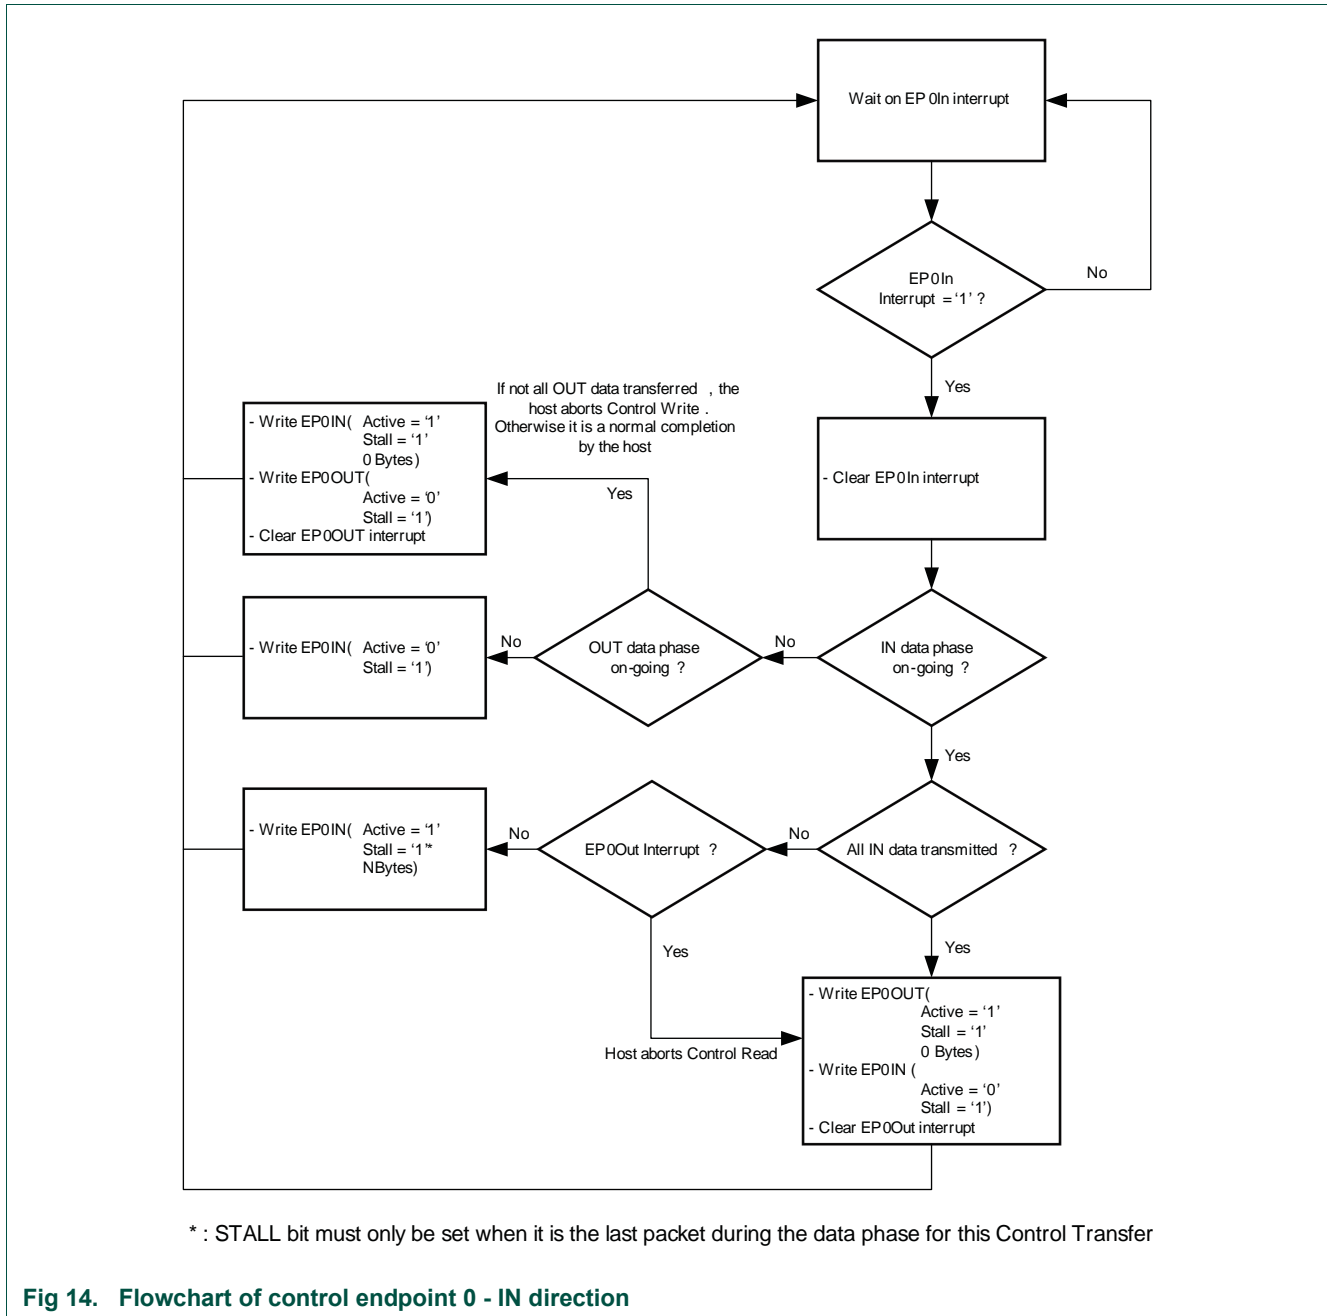 Wait on EP0In interrupt
EP0In
Interrupt = ‘1’ ?
No
Yes
If not all OUT data transferred , the
host aborts Control Write .
Otherwise it is a normal completion
by the host
- Write EP0IN( Active = ‘1’
Stall = ‘1’
0 Bytes)
- Write EP0OUT(
Active = ‘0’
Stall = ‘1’)
- Clear EP0OUT interrupt
Yes
- Clear EP0In interrupt
- Write EP0IN( Active = ‘0’
Stall = ‘1’)
No
OUT data phase
on-going ?
No
IN data phase
on-going ?
Yes
- Write EP0IN( Active = ‘1’
Stall = ‘1’*
NBytes)
No
EP0Out Interrupt ?
No
All IN data transmitted ?
Yes
Yes
Host aborts Control Read
- Write EP0OUT(
Active = ‘1’
Stall = ‘1’
0 Bytes)
- Write EP0IN (
Active = ‘0’
Stall = ‘1’)
- Clear EP0Out interrupt
* : STALL bit must only be set when it is the last packet during the data phase for this Control Transfer
Fig 14. Flowchart of control endpoint 0 - IN direction